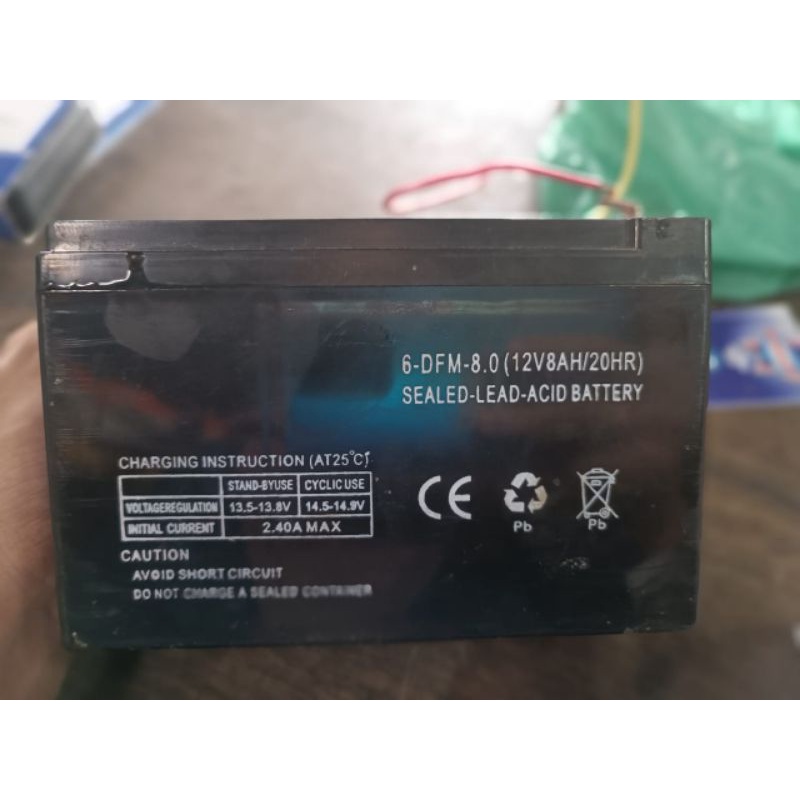 6-DFM-8.0(12V8AH/20HR)
SEALED-LEAD-ACID BATTERY
CHARGING INSTRUCTION (AT25°C)
STAND-BYUSE CYCLIC USE
VOLTAGEREGULATION 13.5-13.8V 14.5-14.9V
INITIAL CURRENT 2.40A MAX
CE
Pb
Pb
CAUTION
AVOID SHORT CIRCUIT
DO NOT CHARGE A SEALED CONTAINER